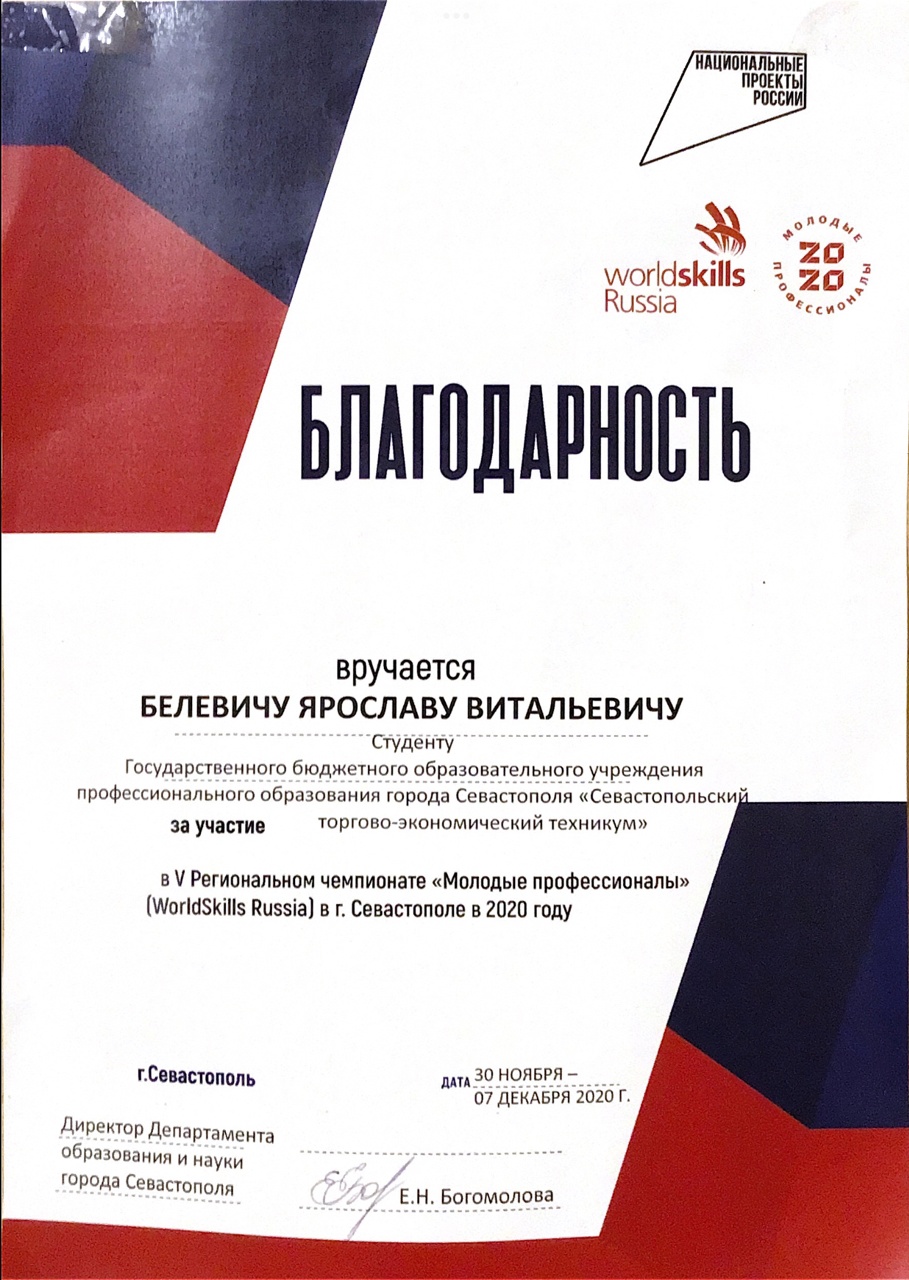 НАЦИОНАЛЬНЫЕ
ПРОЕКТЫ
РОССИИ
worldskills
Russia
МОЛОДЫЕ
2020
ПРОФЕССИОНАЛЫ
БЛАГОДАРНОСТЬ
вручается
БЕЛЕВИЧУ ЯРОСЛАВУ ВИТАЛЬЕВИЧУ
Студенту
Государственного бюджетного образовательного учреждения
профессионального образования города Севастополя «Севастопольский
за участие торгово-экономический техникум»
в V Региональном чемпионате «Молодые профессионалы»
(WorldSkills Russia) в г. Севастополе в 2020 году
г.Севастополь
ДАТА 30 НОЯБРЯ –
07 ДЕКАБРЯ 2020 Г.
Директор Департамента
образования и науки
города Севастополя
Е.Н. Богомолова